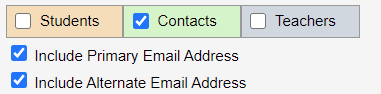 Students Contacts Teachers
Include Primary Email Address
Include Alternate Email Address